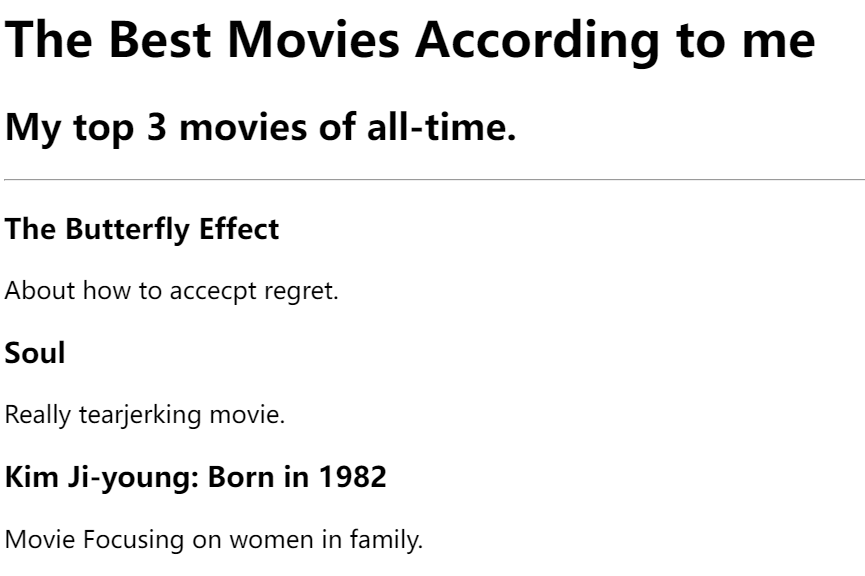 The Best Movies According to me
My top 3 movies of all-time.
The Butterfly Effect
About how to accecpt regret.
Soul
Really tearjerking movie.
Kim Ji-young: Born in 1982
Movie Focusing on women in family.